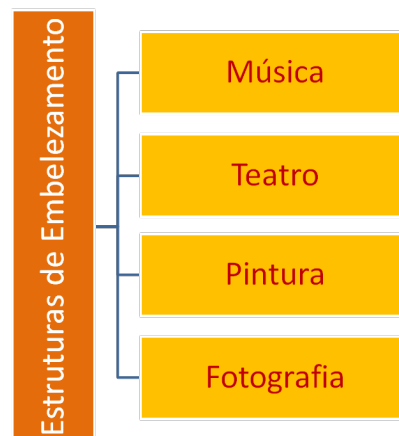 Estruturas de Embelezamento
Música
Teatro
Pintura
Fotografia